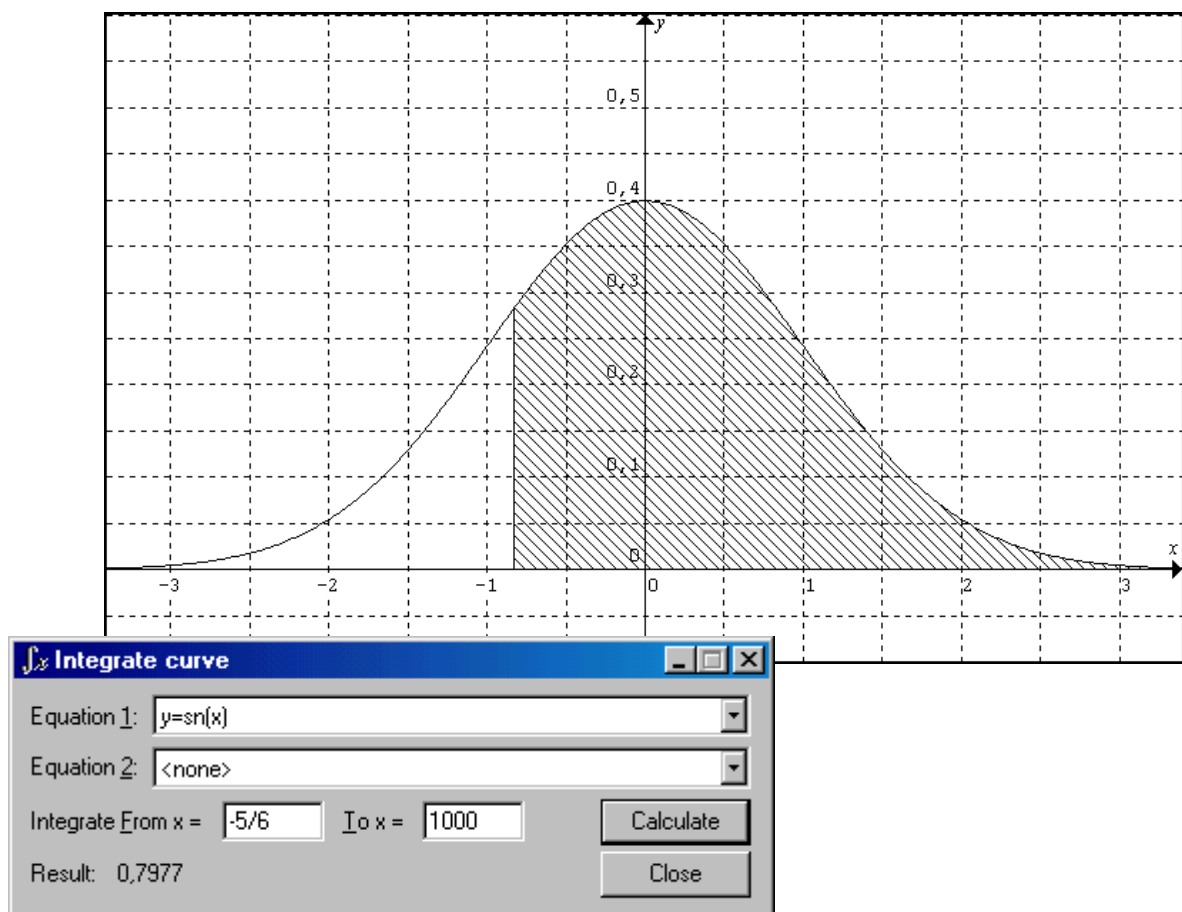 y
0,5
0,4
0,3
0,2
0,1
0
x
-3 -2 -1 0 1 2 3
∫x Integrate curve
Equation 1: y=sn(x)
Equation 2: <none>
Integrate From x = -5/6 To x = 1000 Calculate
Result: 0,7977 Close